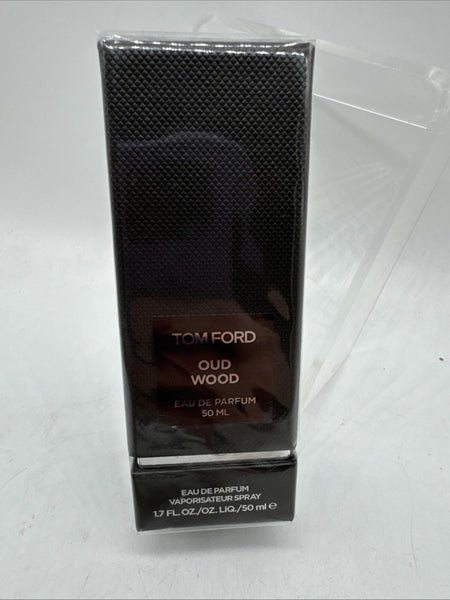 TOM FORD
OUD
WOOD
EAU DE PARFUM
50 ML
EAU DE PARFUM
VAPORISATEUR SPRAY
1.7 FL. OZ./OZ. LIQ./50 ml ℮